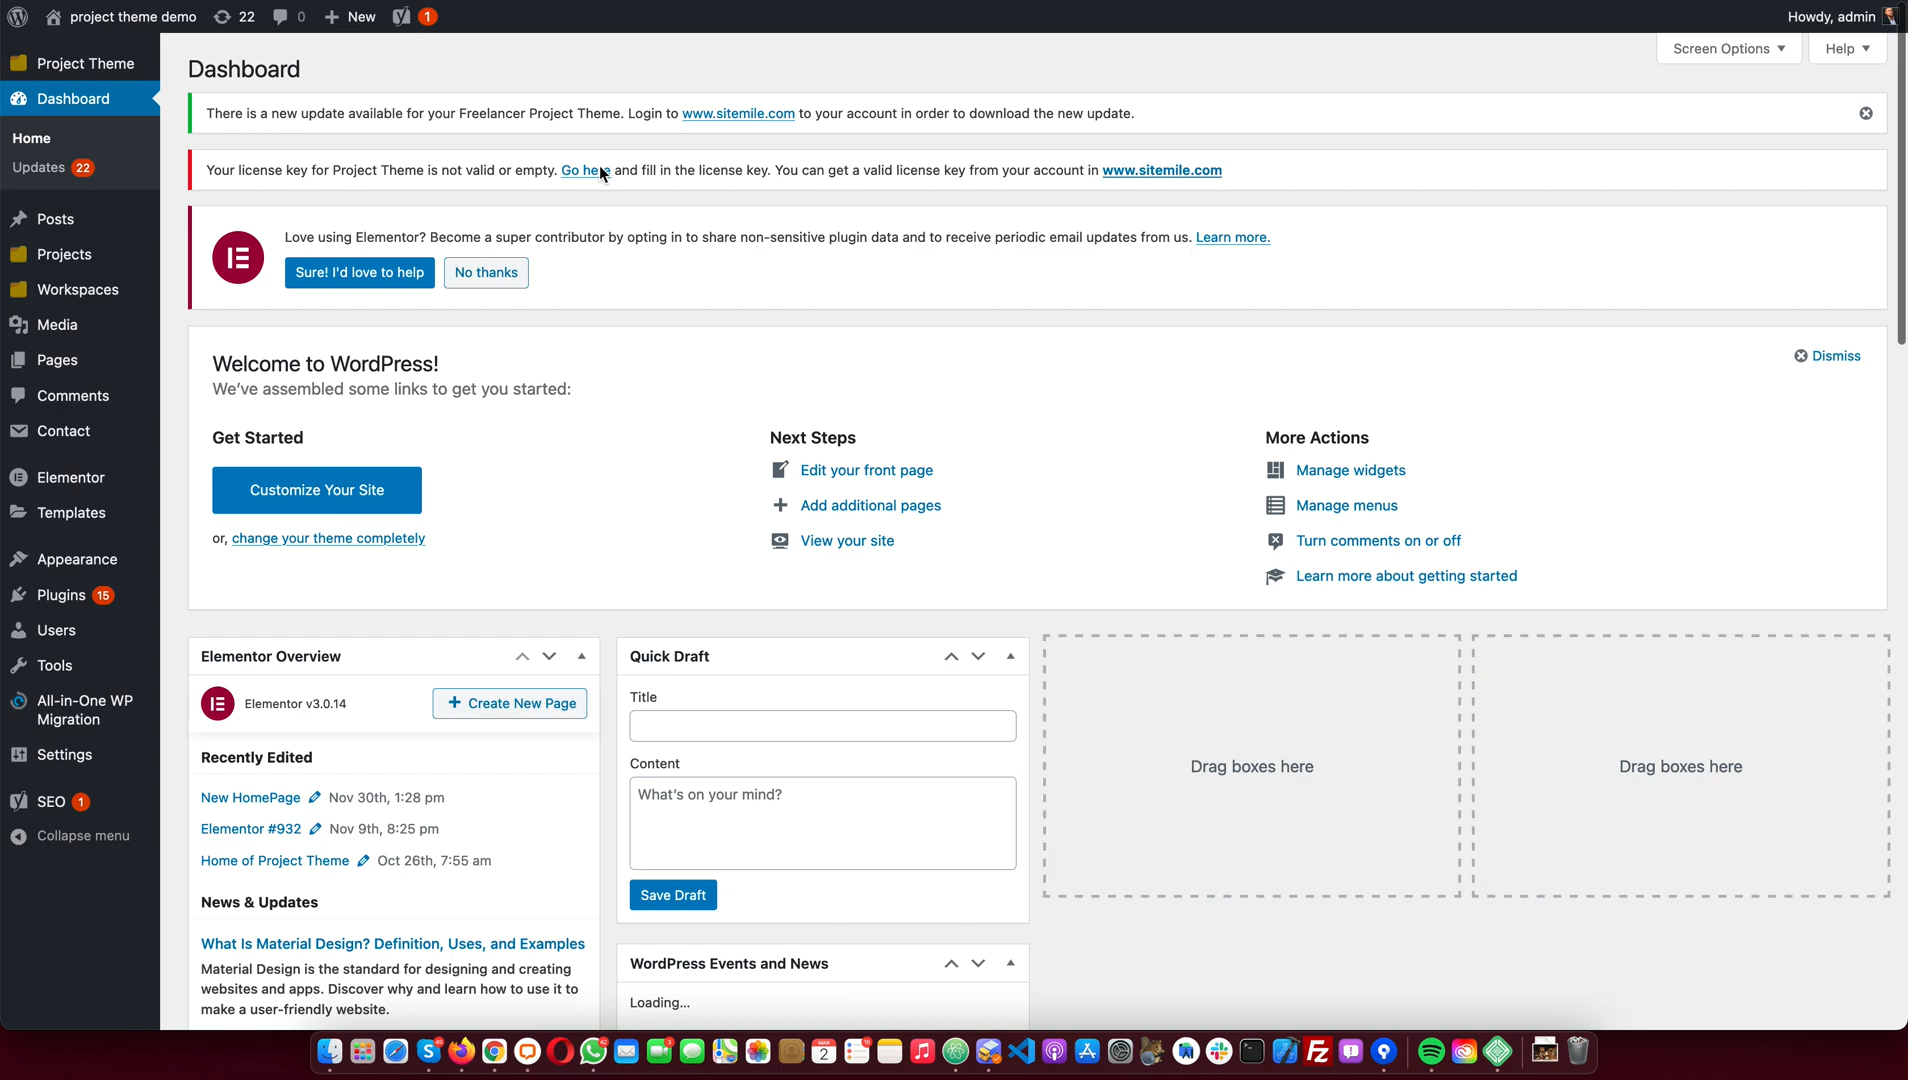 project theme demo 22 0 New 1 Howdy, admin
Project Theme
Dashboard
Home
Updates 22
Posts
Projects
Workspaces
Media
Pages
Comments
Contact
Elementor
Templates
Appearance
Plugins 15
Users
Tools
All-in-One WP
Migration
Settings
SEO 1
Collapse menu
Screen Options Help
Dashboard
There is a new update available for your Freelancer Project Theme. Login to www.sitemile.com to your account in order to download the new update.
Your license key for Project Theme is not valid or empty. Go here and fill in the license key. You can get a valid license key from your account in www.sitemile.com
Love using Elementor? Become a super contributor by opting in to share non-sensitive plugin data and to receive periodic email updates from us. Learn more.
Sure! I'd love to help No thanks
Welcome to WordPress!
Dismiss
We've assembled some links to get you started:
Get Started
Customize Your Site
or, change your theme completely
Next Steps
Edit your front page
Add additional pages
View your site
More Actions
Manage widgets
Manage menus
Turn comments on or off
Learn more about getting started
Elementor Overview
Elementor v3.0.14
Create New Page
Recently Edited
New HomePage Nov 30th, 1:28 pm
Elementor #932 Nov 9th, 8:25 pm
Home of Project Theme Oct 26th, 7:55 am
News & Updates
What Is Material Design? Definition, Uses, and Examples
Material Design is the standard for designing and creating
websites and apps. Discover why and learn how to use it to
make a user-friendly website.
Quick Draft
Title
Content
What's on your mind?
Save Draft
WordPress Events and News
Loading...
Drag boxes here
Drag boxes here